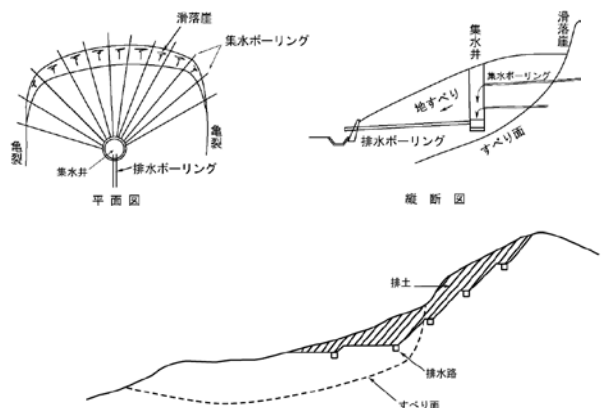 滑落崖
集水ボーリング
亀裂
亀裂
集水井
排水ボーリング
平面図
滑落崖
集水井
集水ボーリング
地すべり
排水ボーリング
すべり面
縦断図
排土
排水路
すべり面